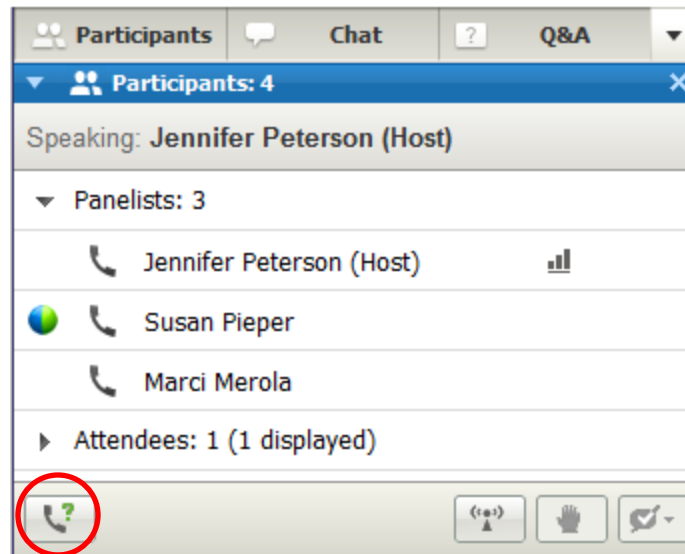 Participants Chat ? Q&A
Participants: 4
Speaking: Jennifer Peterson (Host)
Panelists: 3
Jennifer Peterson (Host)
Susan Pieper
Marci Merola
Attendees: 1 (1 displayed)
?